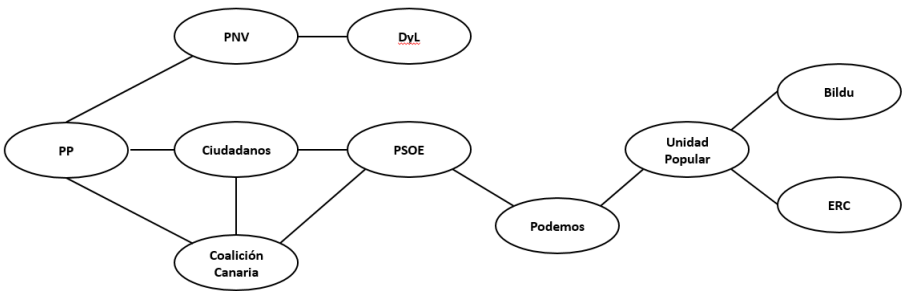 PNV
DyL
Bildu
PP
Ciudadanos
PSOE
Unidad
Popular
Podemos
ERC
Coalición
Canaria